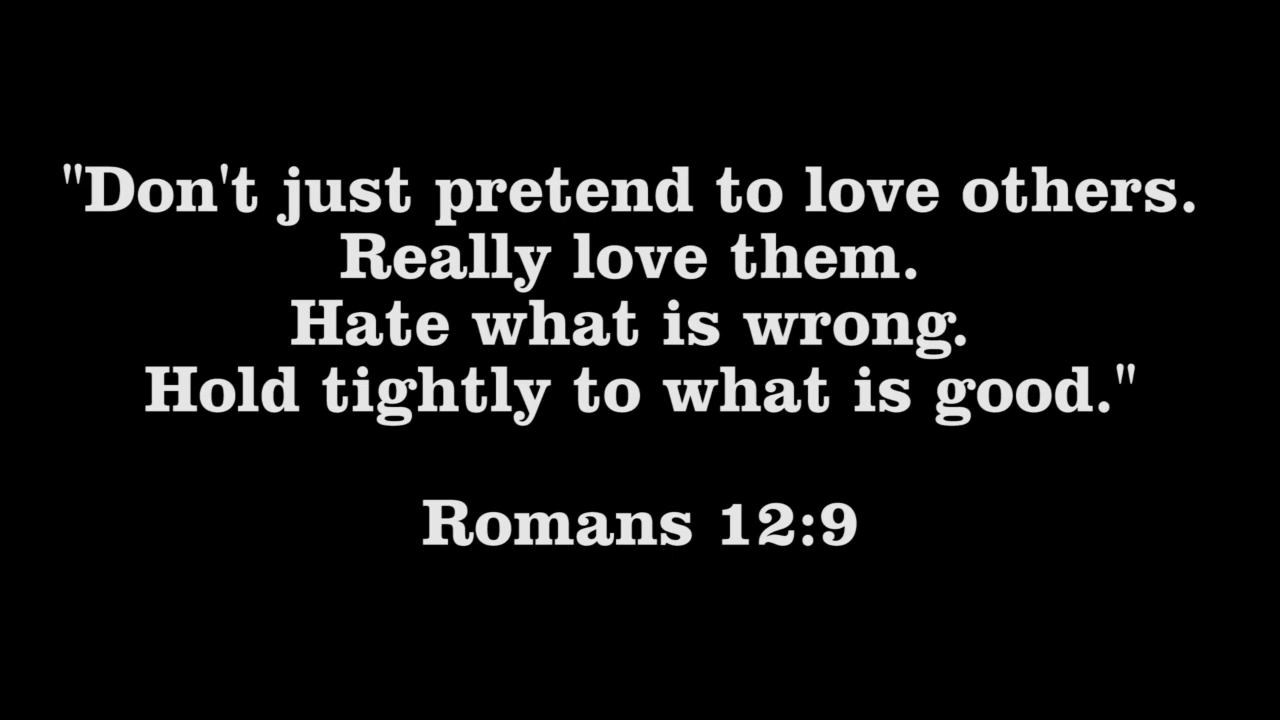 "Don't just pretend to love others.
Really love them.
Hate what is wrong.
Hold tightly to what is good."
Romans 12:9